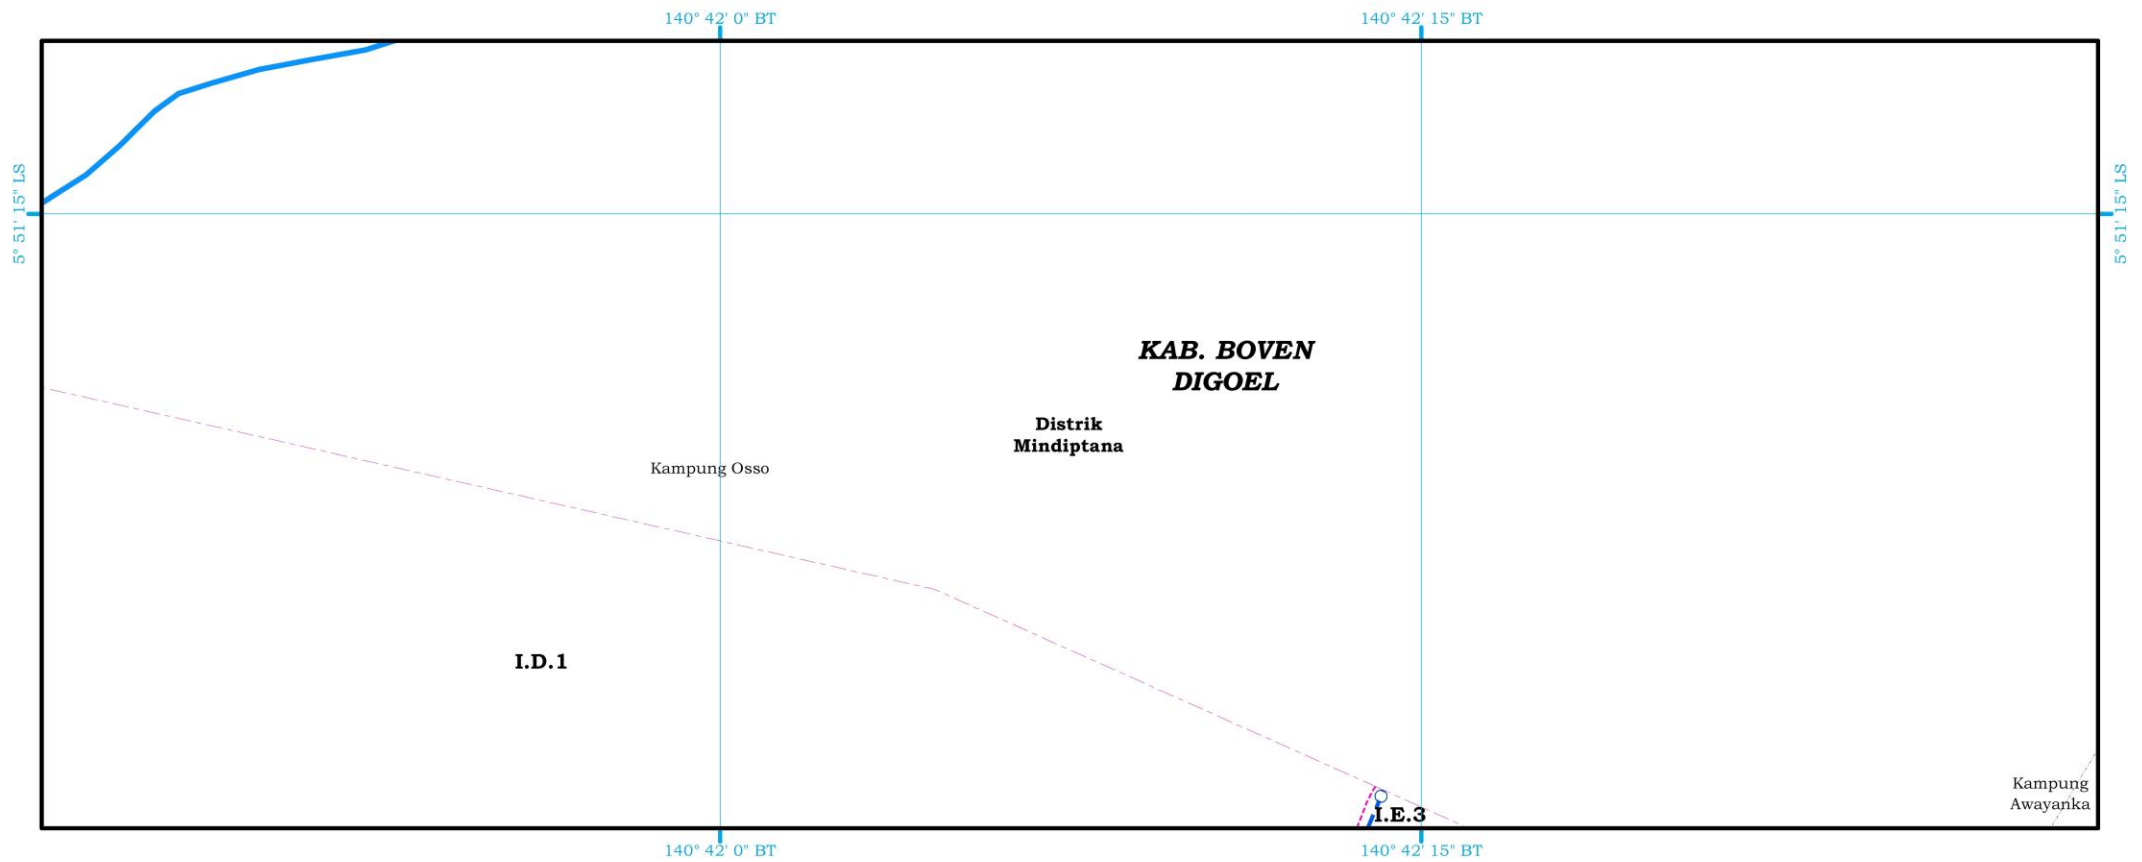 140° 42' 0" BT
140° 42' 15" BT
5° 51' 15" LS
5° 51' 15" LS
KAB. BOVEN
DIGOEL
Distrik
Mindiptana
Kampung Osso
I.D.1
Kampung
Awayanka
I.E.3
140° 42' 0" BT
140° 42' 15" BT